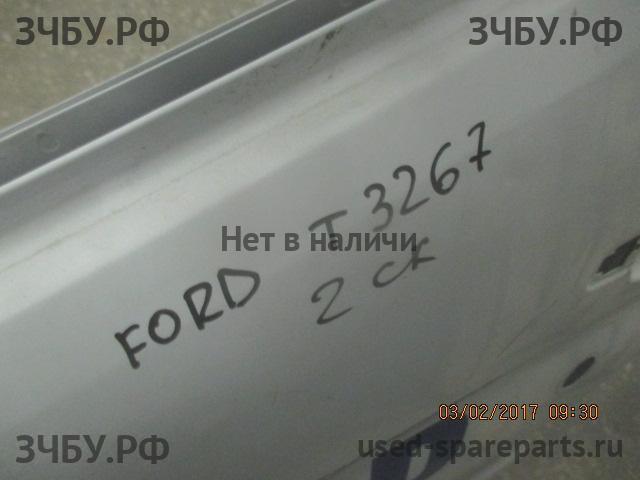 ЗЧБУ.РФ ЗЧБУ.РФ
FORD T 3267
Нет в наличи
2 СК
03/02/2017 09:30
ЗЧБУ.РФ used-spareparts.ru